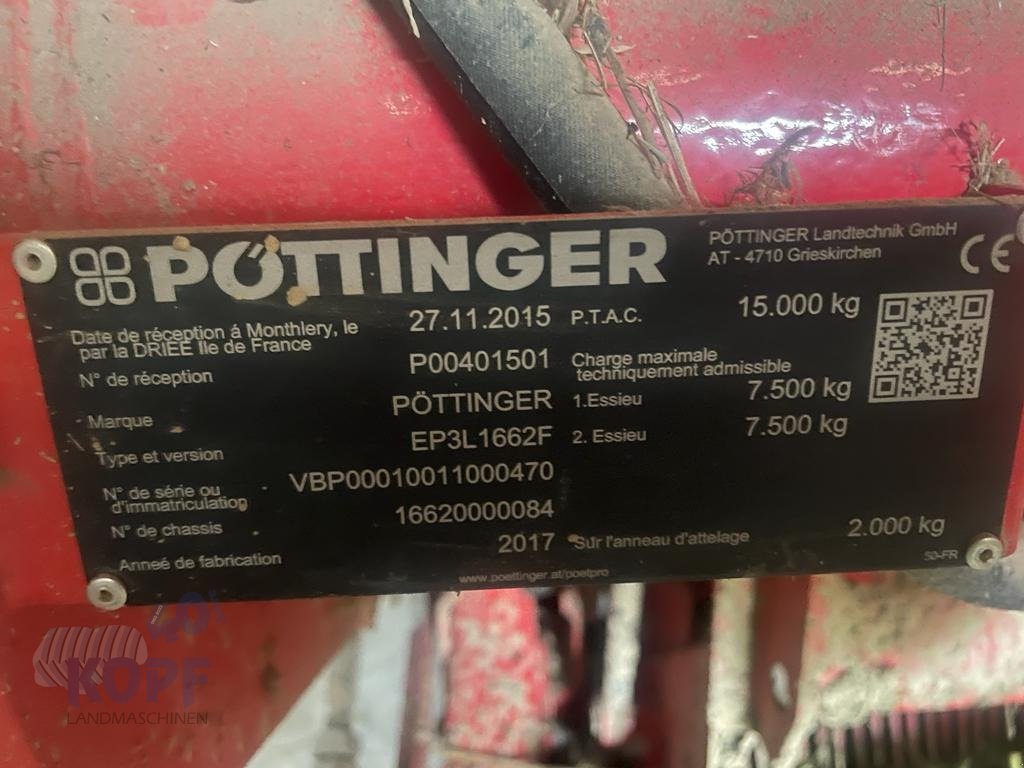 PÖTTINGER
PÖTTINGER Landtechnik GmbH
AT - 4710 Grieskirchen
CE
Date de réception á Monthlery, le
par la DRIEE Ile de France
27.11.2015
P.T.A.C.
15.000 kg
N° de réception
P00401501
Charge maximale
techniquement admissible
Marque
PÖTTINGER
1.Essieu
7.500 kg
Type et version
EP3L1662F
2. Essieu
7.500 kg
N° de série ou
d'immatriculation
VBP00010011000470
N° de chassis
16620000084
Anneé de fabrication
2017
Sur l'anneau d'attelage
2.000 kg
www.poettinger.at/poetpro
50-FR
KOPF
LANDMASCHINEN